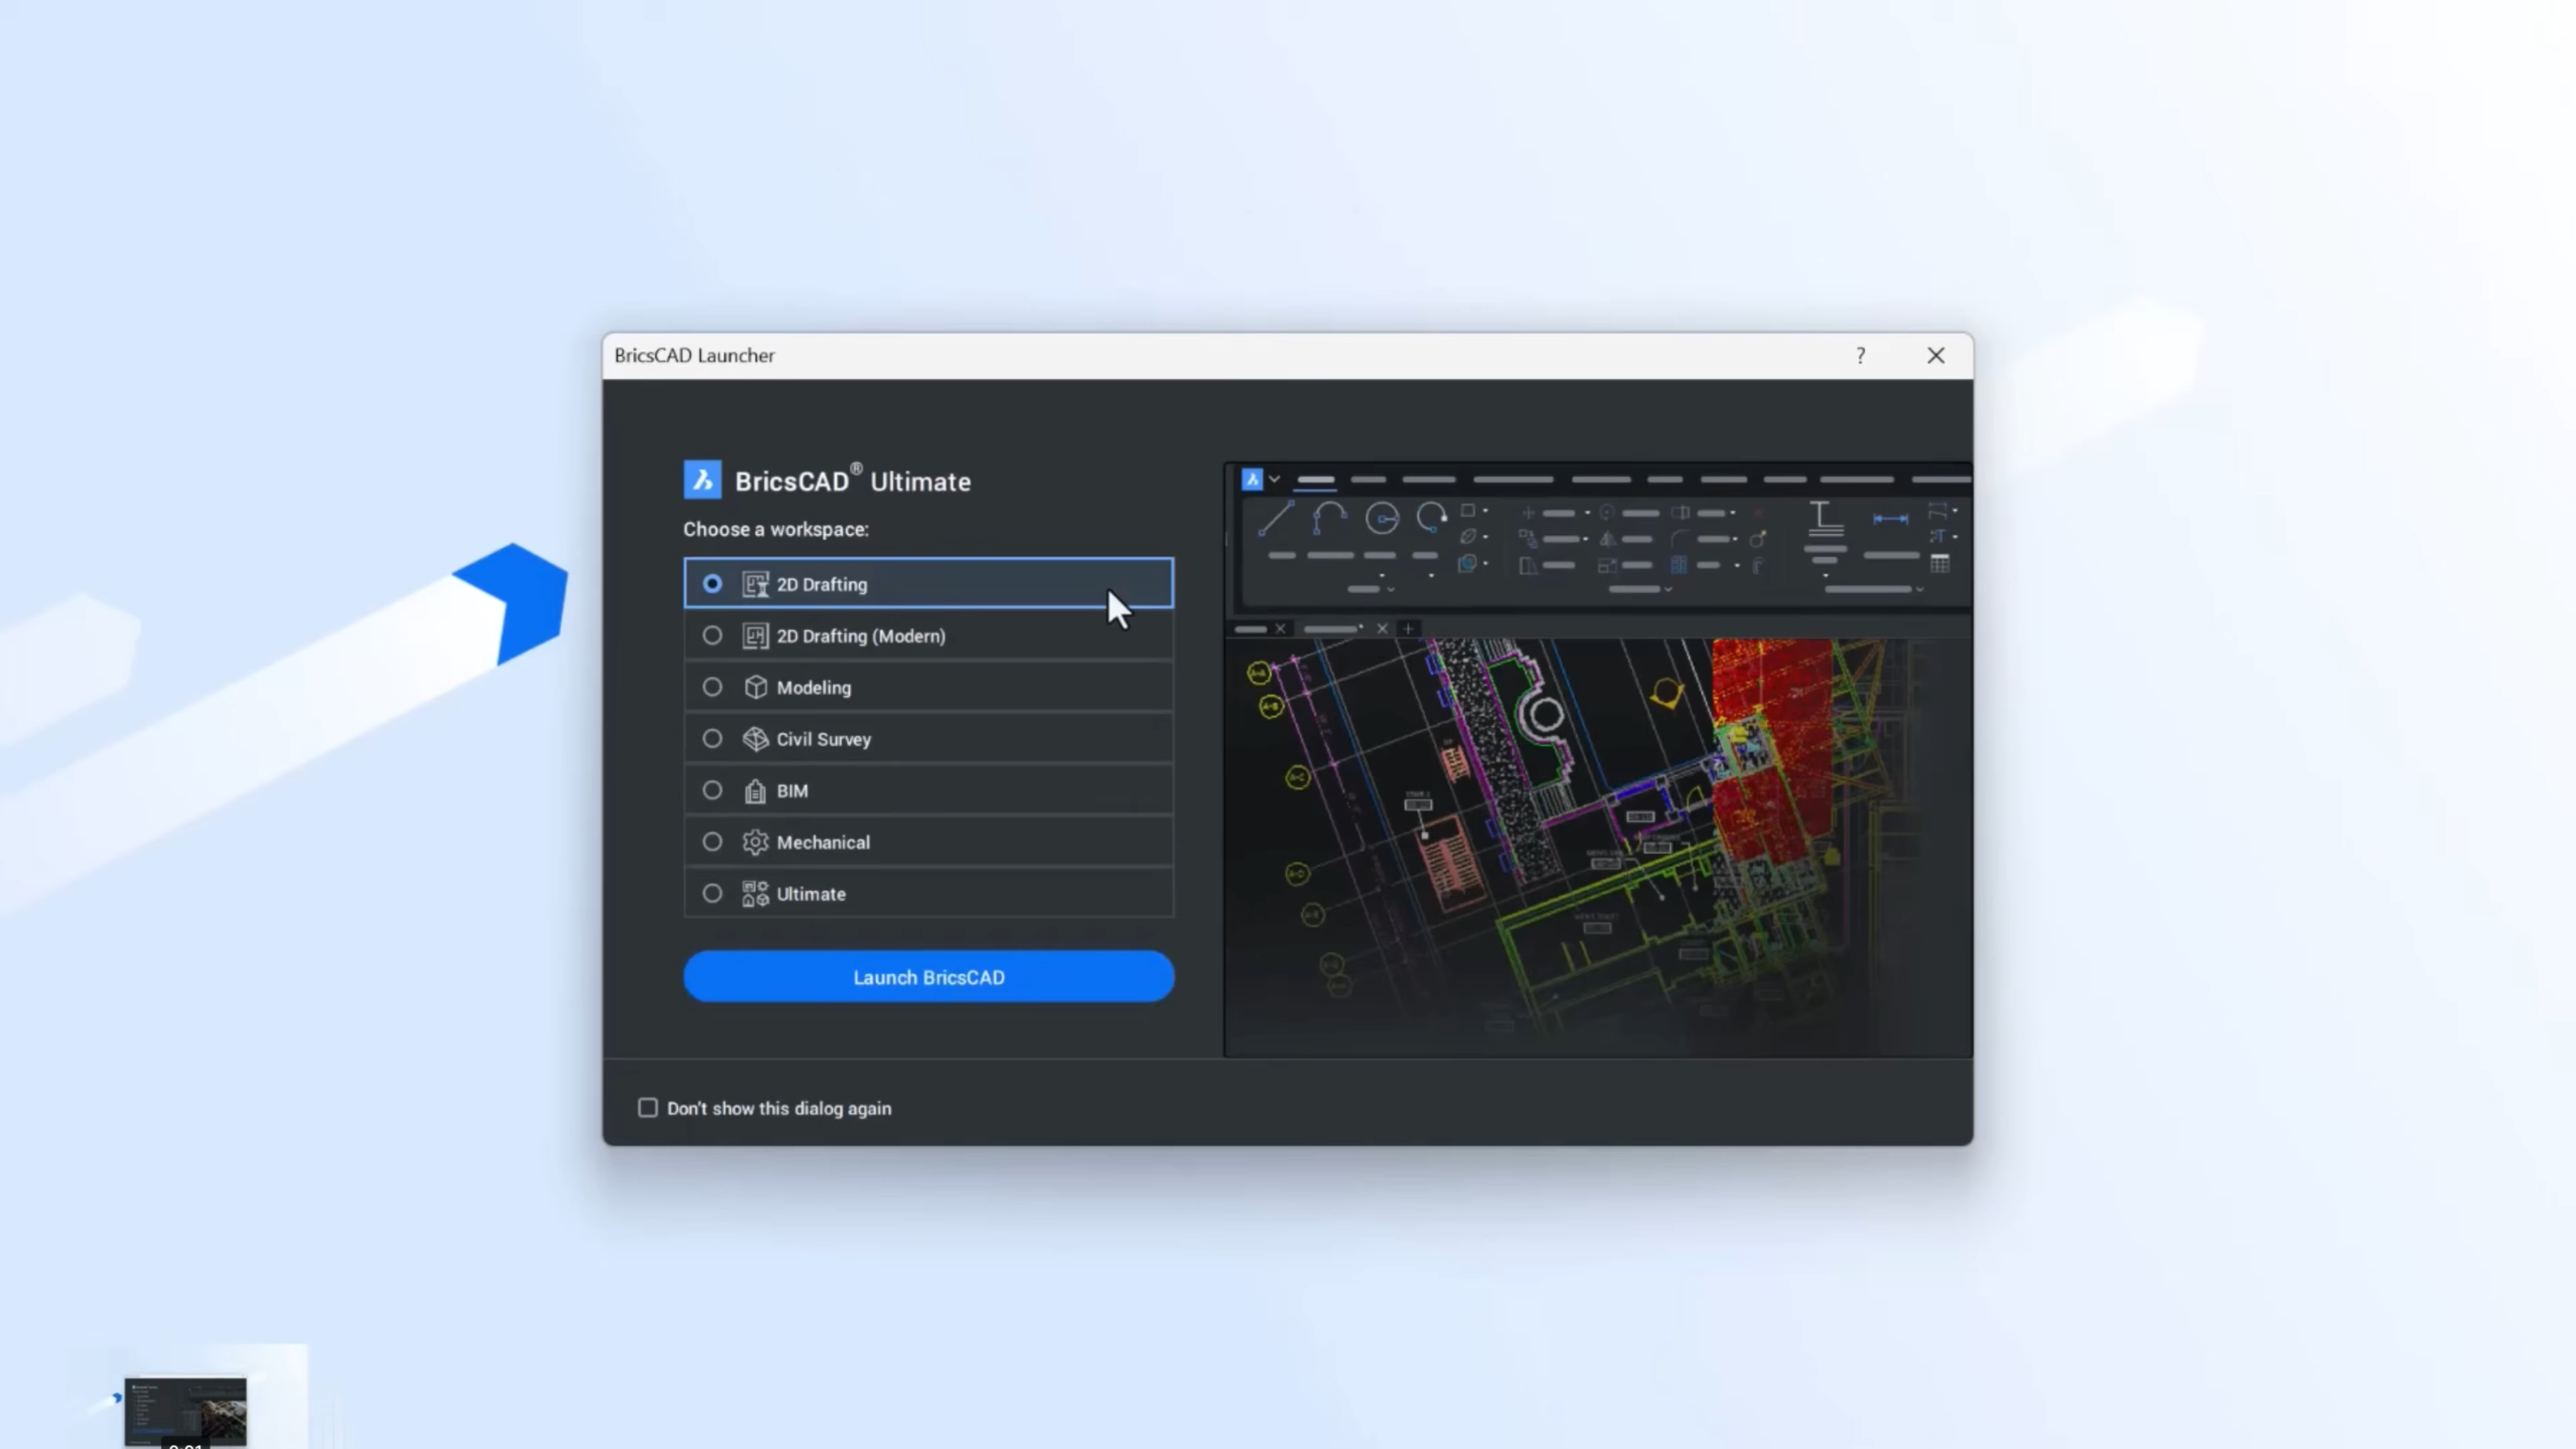 BricsCAD Launcher
?
BricsCAD® Ultimate
Choose a workspace:
2D Drafting
2D Drafting (Modern)
Modeling
Civil Survey
BIM
Mechanical
Ultimate
Launch BricsCAD
Don't show this dialog again